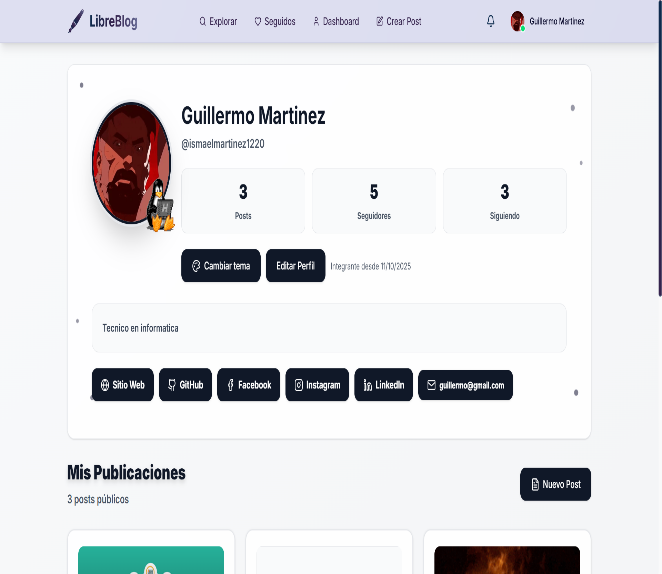 LibreBlog
Explorar Seguidos Dashboard Crear Post Guillermo Martinez
Guillermo Martinez
@ismaelmartinez1220
3 5 3
Posts Seguidores Siguiendo
Cambiar tema Editar Perfil Integrante desde 11/10/2025
Tecnico en informatica
Sitio Web GitHub Facebook Instagram LinkedIn guillermo@gmail.com
Mis Publicaciones
Nuevo Post
3 posts públicos